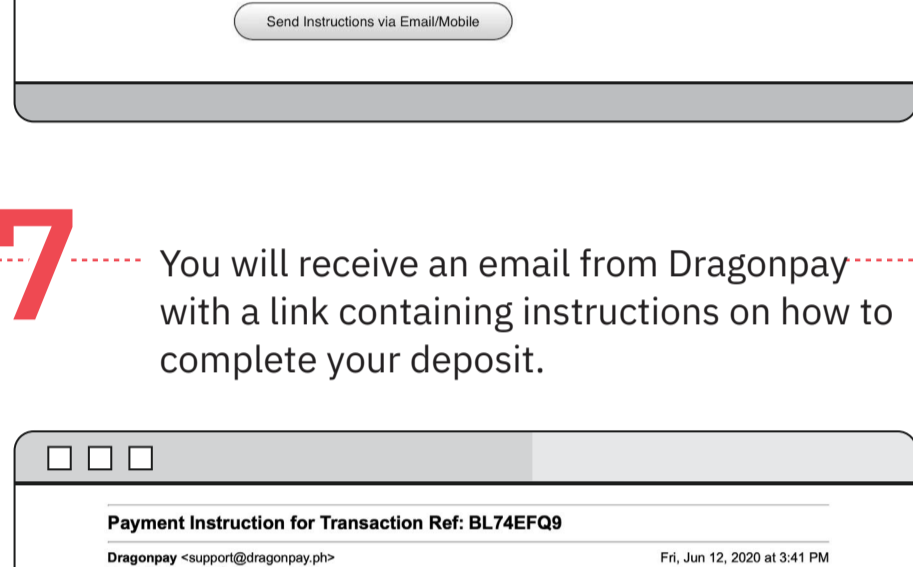 Send Instructions via Email/Mobile
7
You will receive an email from Dragonpay
with a link containing instructions on how to
complete your deposit.
Payment Instruction for Transaction Ref: BL74EFQ9
Dragonpay <support@dragonpay.ph> Fri, Jun 12, 2020 at 3:41 PM